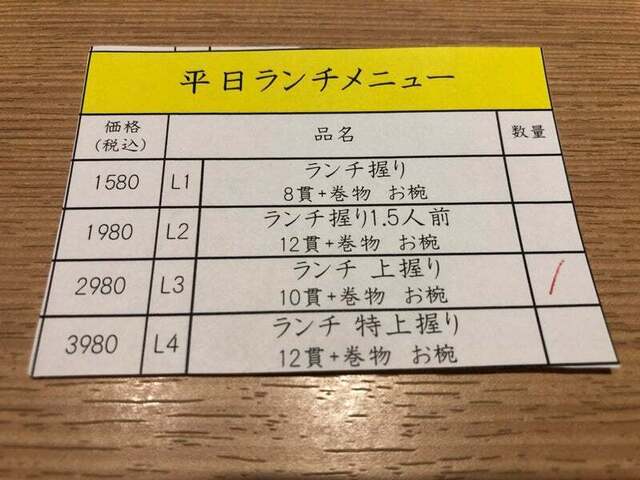 平日ランチメニュー
価格
(税込)
品名
数量
1580 L1 ランチ握り
8貫+巻物 お椀
1980 L2 ランチ握り1.5人前
12貫+巻物 お椀
2980 L3 ランチ 上握り /
10貫+巻物 お椀
3980 L4 ランチ 特上握り
12貫+巻物 お椀